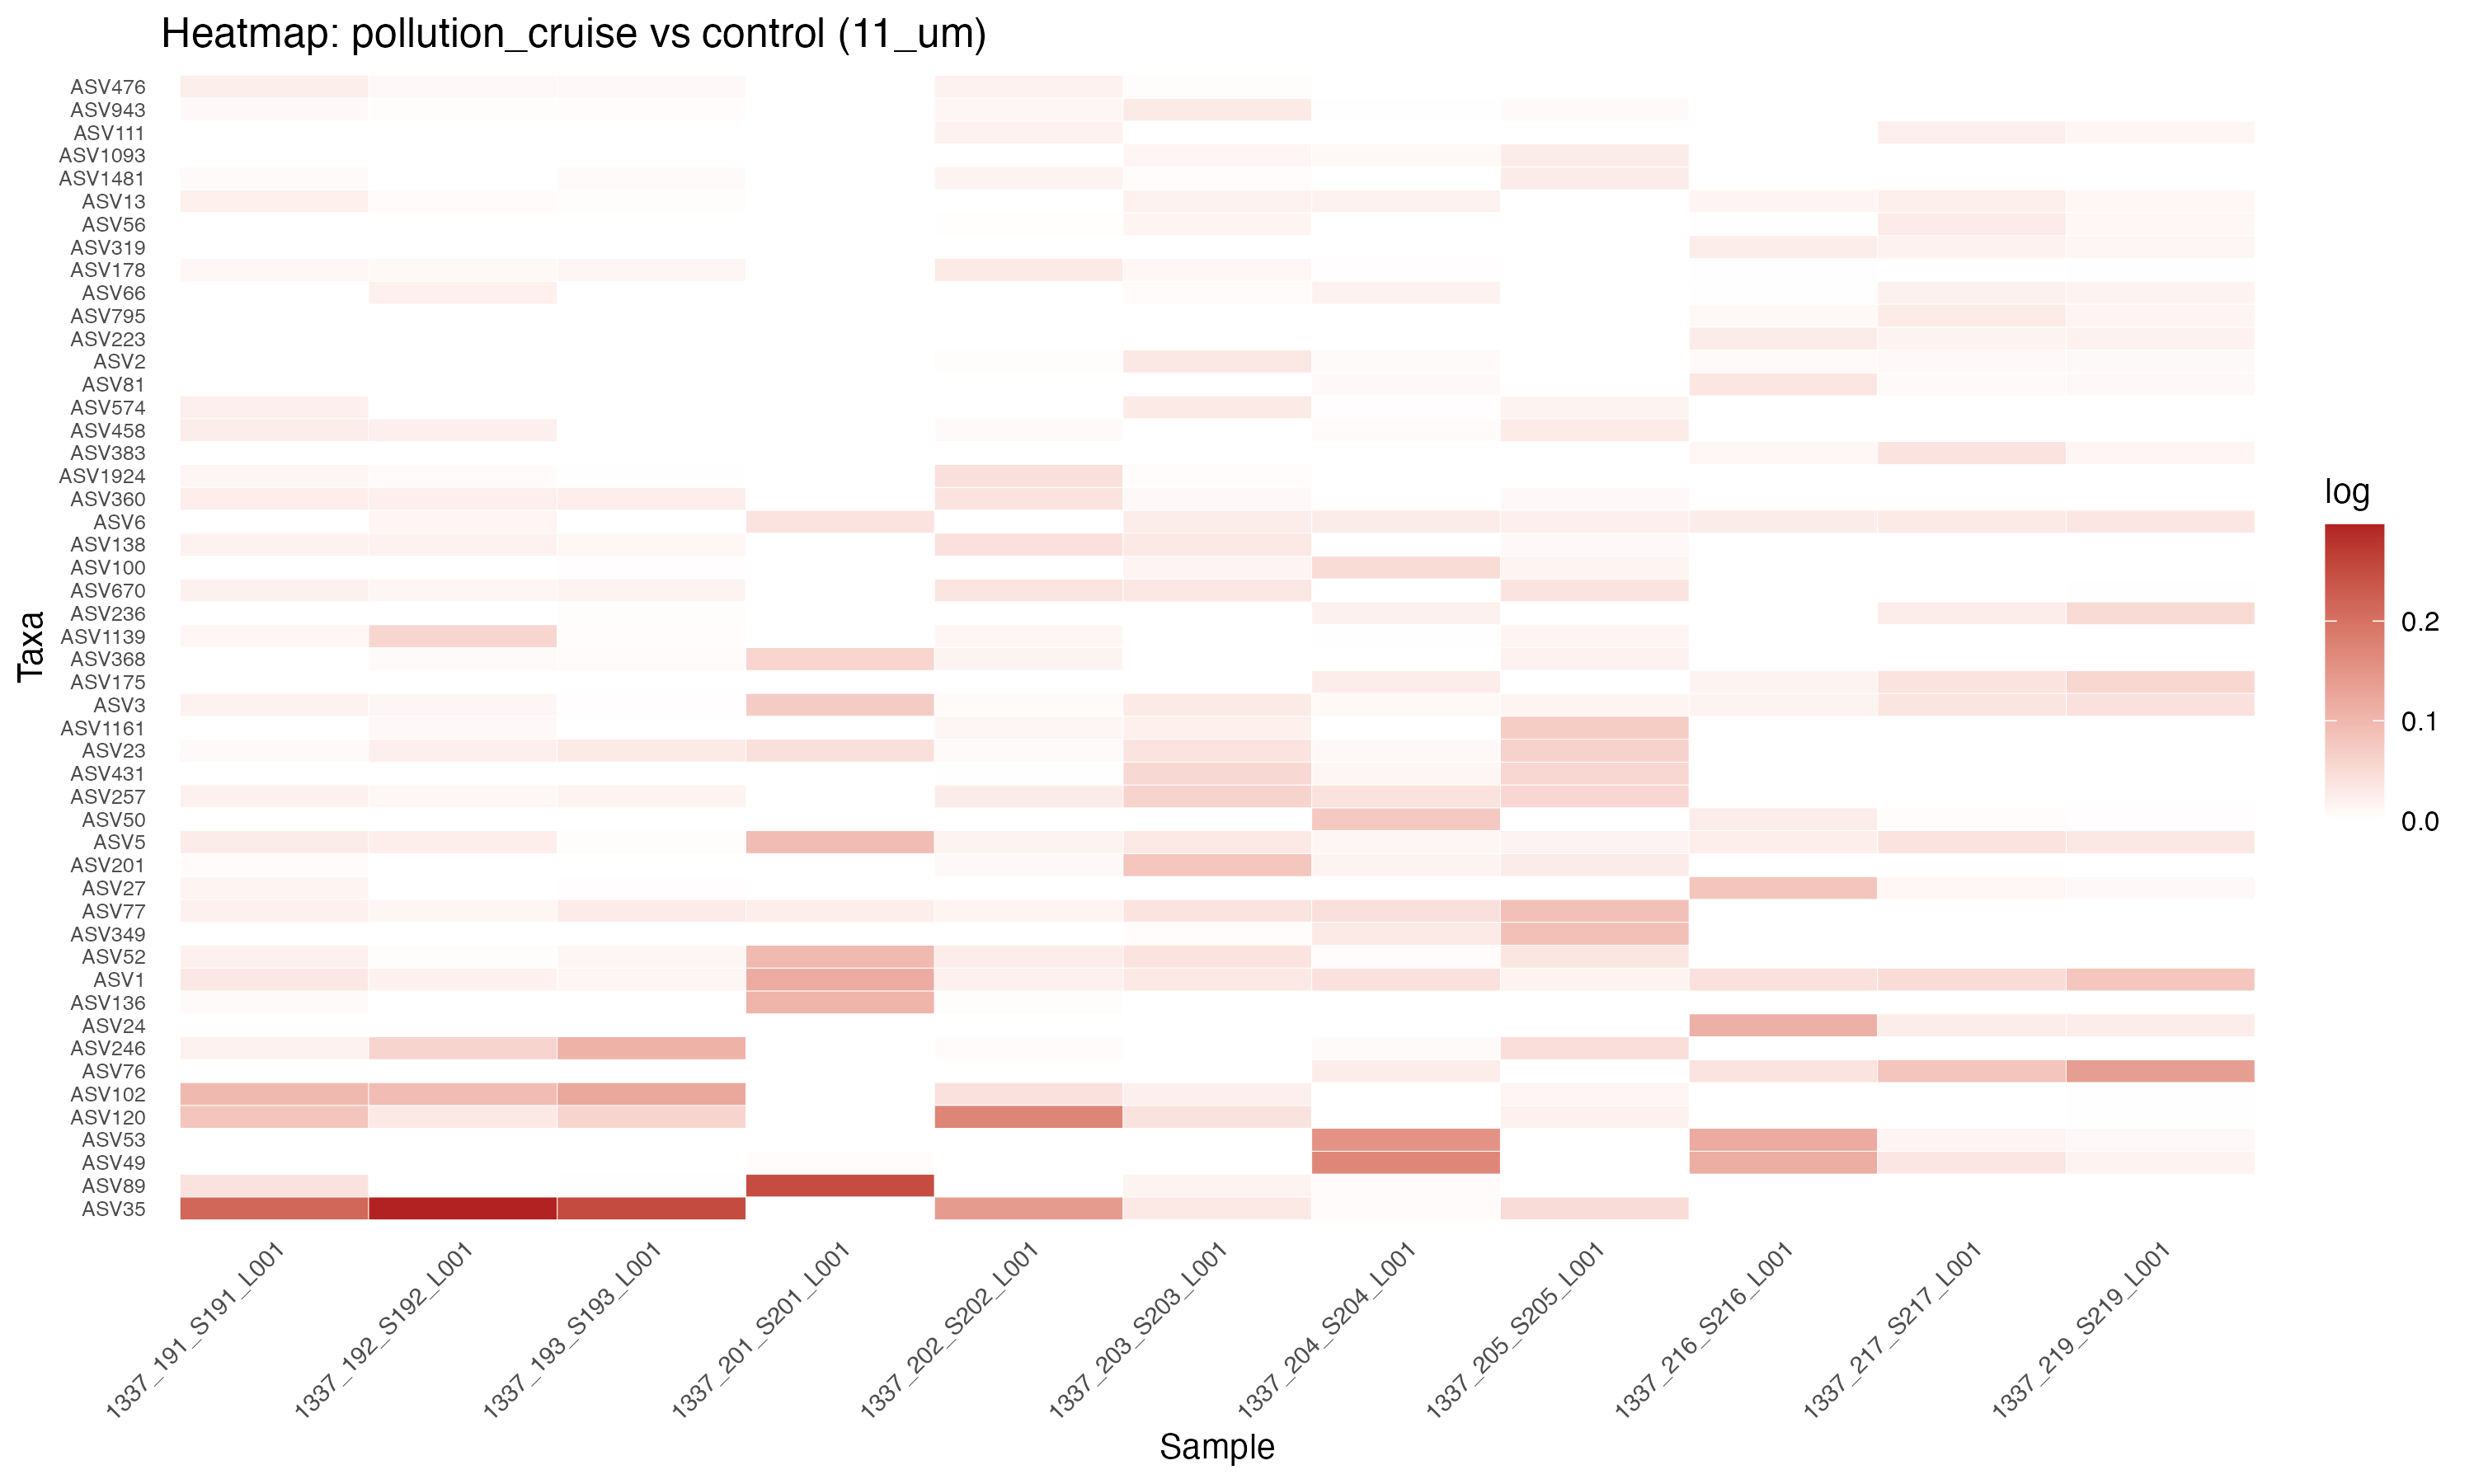 Heatmap: pollution_cruise vs control (11_um)
ASV476
ASV943
ASV111
ASV1093
ASV1481
ASV13
ASV56
ASV319
ASV178
ASV66
ASV795
ASV223
ASV2
ASV81
ASV574
ASV458
ASV383
ASV1924
ASV360
ASV6
ASV138
ASV100
ASV670
ASV236
ASV1139
ASV368
ASV175
ASV3
ASV1161
ASV23
ASV431
ASV257
ASV50
ASV5
ASV201
ASV27
ASV77
ASV349
ASV52
ASV1
ASV136
ASV24
ASV246
ASV76
ASV102
ASV120
ASV53
ASV49
ASV89
ASV35
Taxa
1337_191_S191_L001
1337_192_S192_L001
1337_193_S193_L001
1337_201_S201_L001
1337_202_S202_L001
1337_203_S203_L001
1337_204_S204_L001
1337_205_S205_L001
1337_216_S216_L001
1337_217_S217_L001
1337_219_S219_L001
Sample
log
0.2
0.1
0.0